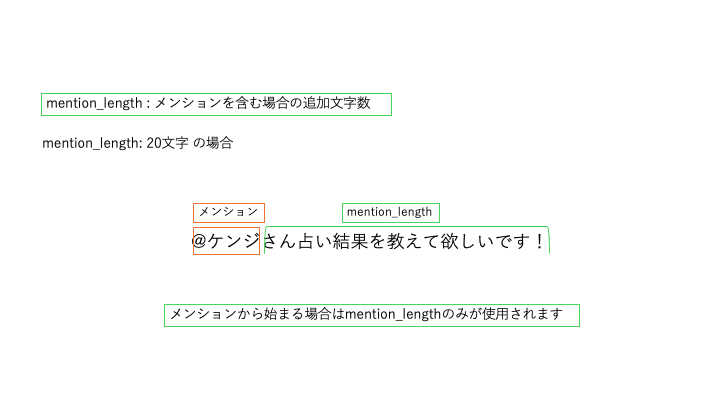 mention_length : メンションを含む場合の追加文字数
mention_length: 20文字 の場合
メンション
mention_length
@ケンジさん占い結果を教えて欲しいです！
メンションから始まる場合はmention_lengthのみが使用されます